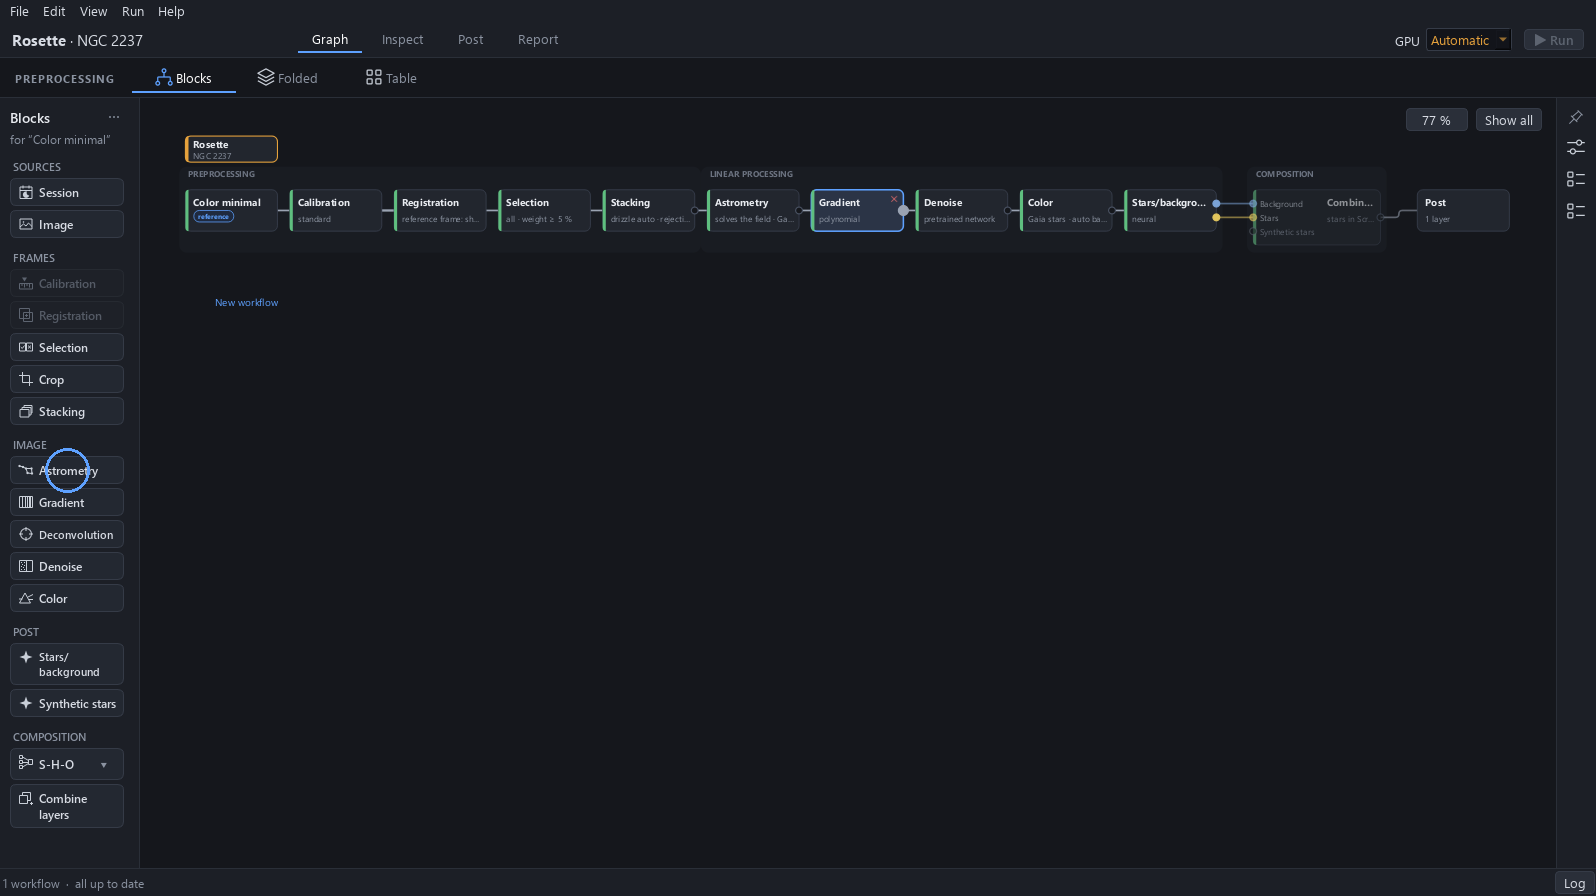 File Edit View Run Help
Rosette · NGC 2237
Graph Inspect Post Report
GPU Automatic Run
PREPROCESSING
Blocks Folded Table
Blocks ...
for "Color minimal"
SOURCES
Session
Image
FRAMES
Calibration
Registration
Selection
Crop
Stacking
IMAGE
Astrometry
Gradient
Deconvolution
Denoise
Color
POST
Stars/
background
Synthetic stars
COMPOSITION
S-H-O
Combine
layers
77 % Show all
Rosette
NGC 2237
PREPROCESSING
Color minimal
reference
Calibration
standard
Registration
reference frame: sh...
Selection
all · weight ≥ 5 %
Stacking
drizzle auto · rejecti...
LINEAR PROCESSING
Astrometry
solves the field · Ga...
Gradient
polynomial
Denoise
pretrained network
Color
Gaia stars · auto ba...
Stars/backgro...
neural
COMPOSITION
Background Combin...
Stars stars in Scr...
Synthetic stars
Post
1 layer
New workflow
1 workflow · all up to date
Log